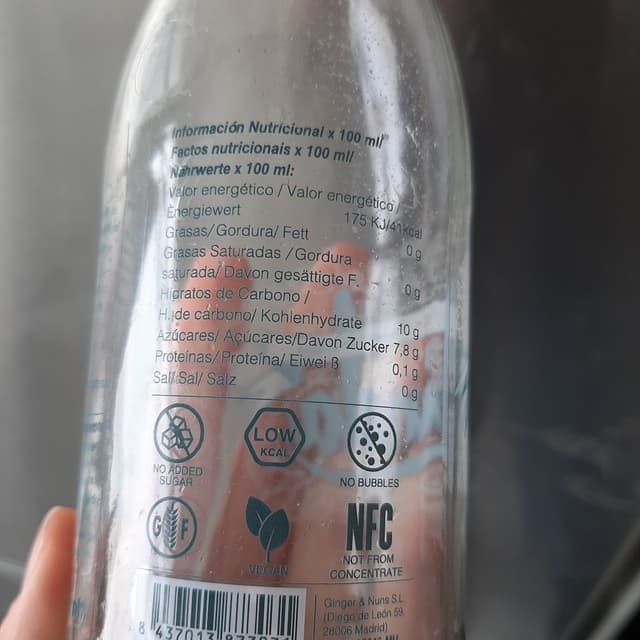 Información Nutricional x 100 ml/
Factos nutricionais x 100 ml/
Nährwerte x 100 ml:
Valor energético / Valor energético /
Energiewert 175 KJ/41kcal
Grasas/Gordura/ Fett 0 g
Grasas Saturadas /Gordura
saturada/ Davon gesättigte F. 0 g
Hidratos de Carbono /
H. de carbono/ Kohlenhydrate 10 g
Azúcares/ Açúcares/Davon Zucker 7,8 g
Proteínas/ Proteína/ Eiwei ß 0,1 g
Sal/ Sal/ Salz 0 g
NO ADDED
SUGAR
LOW
KCAL
NO BUBBLES
G F
VEGAN
NFC
NOT FROM
CONCENTRATE
Ginger & Nuns S.L
(Diego de León 59,
28006 Madrid)